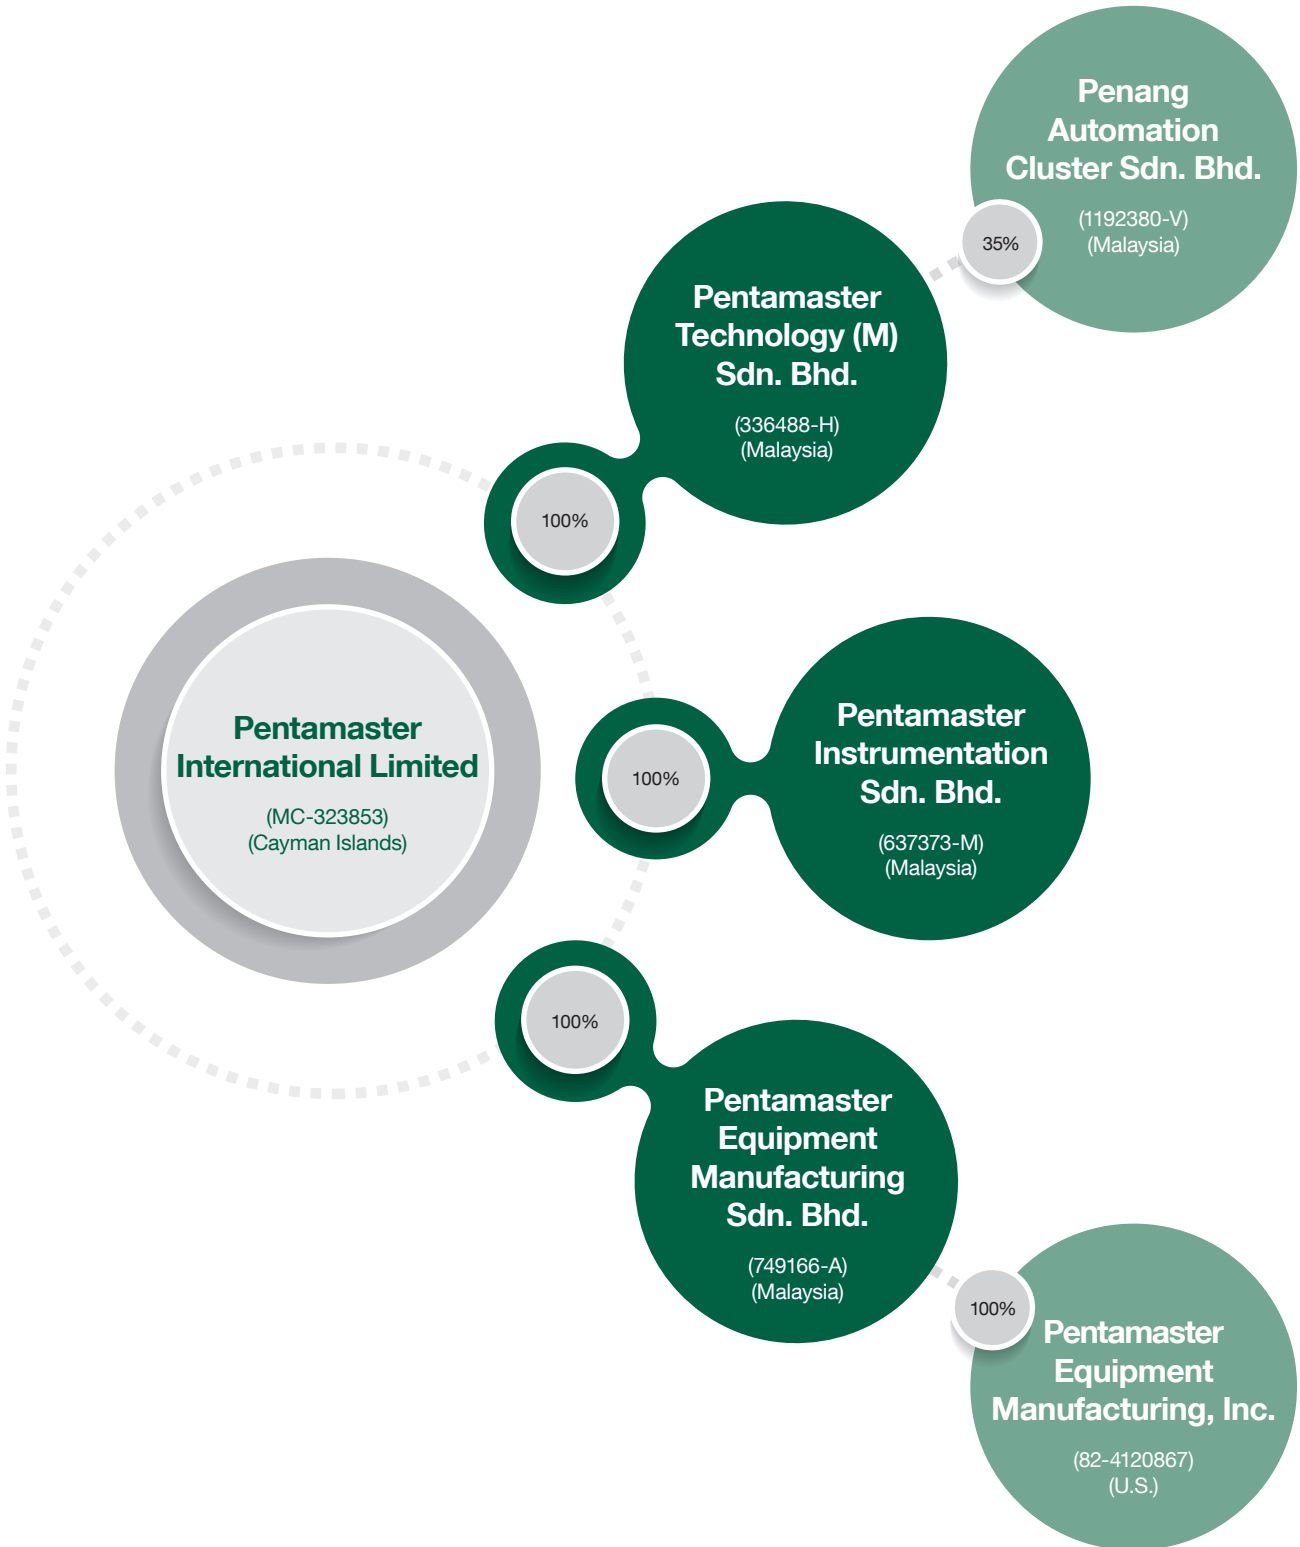 Penang
Automation
Cluster Sdn. Bhd.
(1192380-V)
(Malaysia)
35%
Pentamaster
Technology (M)
Sdn. Bhd.
(336488-H)
(Malaysia)
100%
Pentamaster
International Limited
(MC-323853)
(Cayman Islands)
100%
Pentamaster
Instrumentation
Sdn. Bhd.
(637373-M)
(Malaysia)
100%
Pentamaster
Equipment
Manufacturing
Sdn. Bhd.
(749166-A)
(Malaysia)
100%
Pentamaster
Equipment
Manufacturing, Inc.
(82-4120867)
(U.S.)